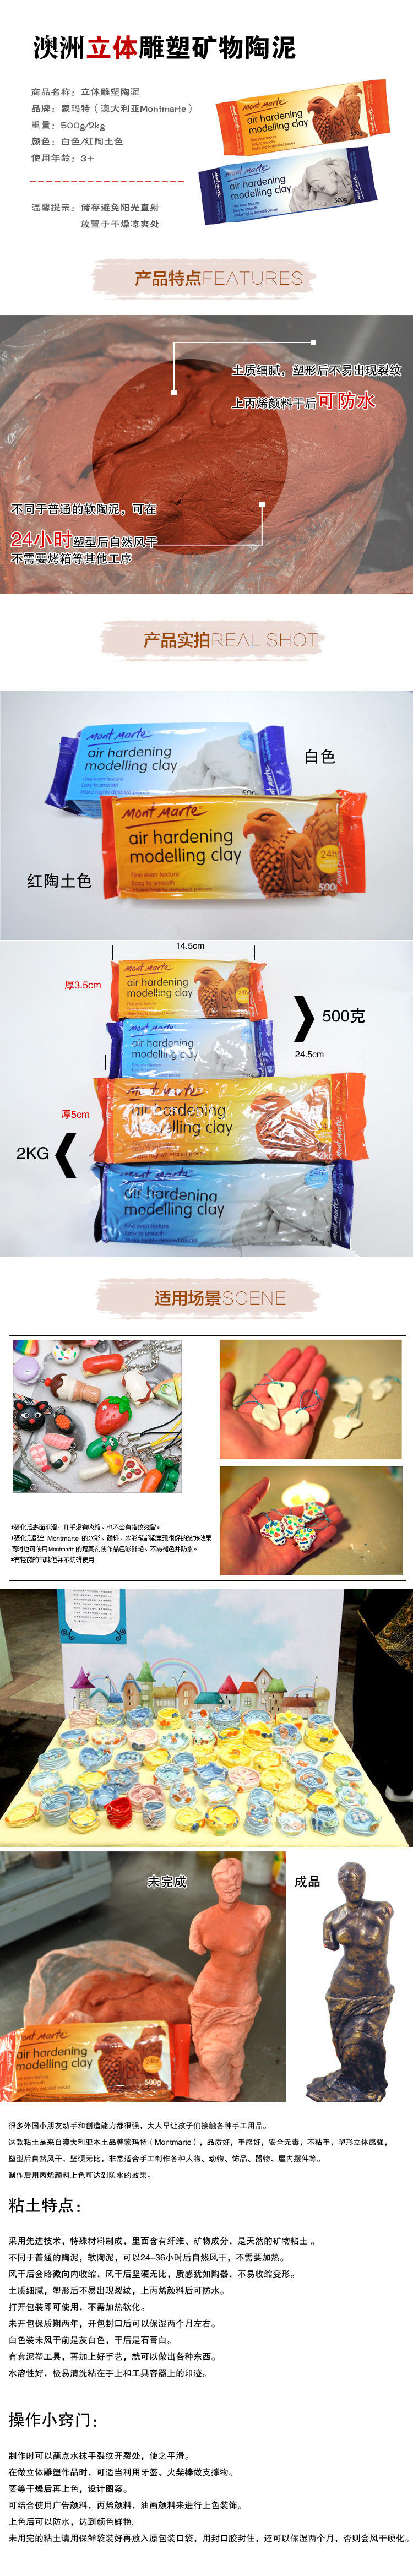 澳洲立体雕塑矿物陶泥
商品名称：立体雕塑陶泥
品牌：蒙玛特（澳大利亚Montmarte）
重量：500g/2kg
颜色：白色/红陶土色
使用年龄：3+
温馨提示：储存避免阳光直射
放置于干燥凉爽处
mont marte
air hardening
modelling clay
500g
mont marte
air hardening
modelling clay
500g
产品特点FEATURES
土质细腻，塑形后不易出现裂纹
上丙烯颜料干后可防水
不同于普通的软陶泥，可在
24小时塑型后自然风干
不需要烤箱等其他工序
产品实拍REAL SHOT
mont marte
air hardening
modelling clay
Fine even texture
Easy to smooth
Make highly detailed pieces
白色
mont marte
air hardening
modelling clay
Fine even texture
Easy to smooth
Make highly detailed pieces
24h
500g
红陶土色
14.5cm
厚3.5cm
mont marte
air hardening
modelling clay
500克
air hardening
modelling clay
24.5cm
mont marte
air hardening
modelling clay
厚5cm
2KG
air hardening
modelling clay
Fine even texture
Easy to smooth
Make highly detailed pieces
适用场景SCENE
*硬化后表面平滑。几乎没有收缩、也不会有指纹残留。
*硬化后配合 Montmarte 的水彩、颜料、水彩笔都能呈现很好的装饰效果
同时也可使用Montmarte的增亮剂使作品色彩鲜艳、不易褪色并防水。
*有轻微的气味但并不妨碍使用
未完成
成品
mont marte
air hardening
modelling clay
500g
很多外国小朋友动手和创造能力都很强，大人早让孩子们接触各种手工用品。
这款粘土是来自澳大利亚本土品牌蒙玛特（Montmarte），品质好，手感好，安全无毒，不粘手，塑形立体感强，
塑型后自然风干，坚硬无比，非常适合手工制作各种人物、动物、饰品、器物、屋内摆件等。
制作后用丙烯颜料上色可达到防水的效果。
粘土特点：
采用先进技术，特殊材料制成，里面含有纤维、矿物成分，是天然的矿物粘土 。
不同于普通的陶泥，软陶泥，可以24-36小时后自然风干，不需要加热。
风干后会略微向内收缩，风干后坚硬无比，质感犹如陶器，不易收缩变形。
土质细腻，塑形后不易出现裂纹，上丙烯颜料后可防水。
打开包装即可使用，不需加热软化。
未开包保质期两年，开包封口后可以保湿两个月左右。
白色装未风干前是灰白色，干后是石膏白。
有套泥塑工具，再加上好手艺，就可以做出各种东西。
水溶性好，极易清洗粘在手上和工具容器上的印迹。
操作小窍门：
制作时可以蘸点水抹平裂纹开裂处，使之平滑。
在做立体雕塑作品时，可适当利用牙签、火柴棒做支撑物。
要等干燥后再上色，设计图案。
可结合使用广告颜料，丙烯颜料，油画颜料来进行上色装饰。
上色后可以防水，达到颜色鲜艳.
未用完的粘土请用保鲜袋装好再放入原包装口袋，用封口胶封住，还可以保湿两个月，否则会风干硬化。